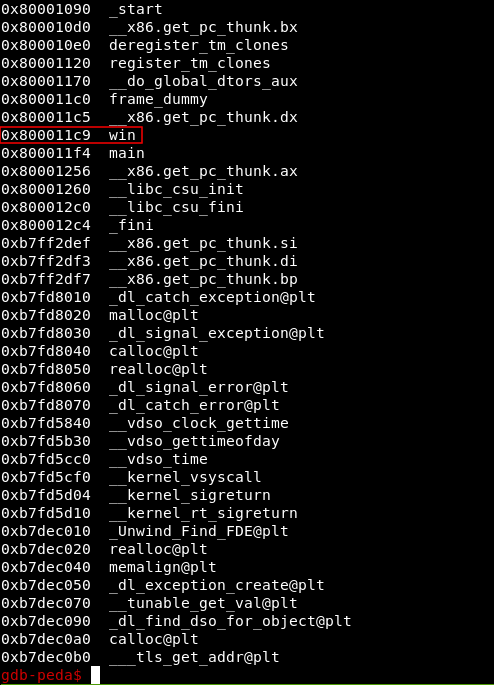 0x80001090  _start
0x800010d0  __x86.get_pc_thunk.bx
0x800010e0  deregister_tm_clones
0x80001120  register_tm_clones
0x80001170  __do_global_dtors_aux
0x800011c0  frame_dummy
0x800011c5  __x86.get_pc_thunk.dx
0x800011c9  win
0x800011f4  main
0x80001256  __x86.get_pc_thunk.ax
0x80001260  __libc_csu_init
0x800012c0  __libc_csu_fini
0x800012c4  _fini
0xb7ff2def  __x86.get_pc_thunk.si
0xb7ff2df3  __x86.get_pc_thunk.di
0xb7ff2df7  __x86.get_pc_thunk.bp
0xb7fd8010  _dl_catch_exception@plt
0xb7fd8020  malloc@plt
0xb7fd8030  _dl_signal_exception@plt
0xb7fd8040  calloc@plt
0xb7fd8050  realloc@plt
0xb7fd8060  _dl_signal_error@plt
0xb7fd8070  _dl_catch_error@plt
0xb7fd5840  __vdso_clock_gettime
0xb7fd5b30  __vdso_gettimeofday
0xb7fd5cc0  __vdso_time
0xb7fd5cf0  __kernel_vsyscall
0xb7fd5d04  __kernel_sigreturn
0xb7fd5d10  __kernel_rt_sigreturn
0xb7dec010  _Unwind_Find_FDE@plt
0xb7dec020  realloc@plt
0xb7dec040  memalign@plt
0xb7dec050  _dl_exception_create@plt
0xb7dec070  __tunable_get_val@plt
0xb7dec090  _dl_find_dso_for_object@plt
0xb7dec0a0  calloc@plt
0xb7dec0b0  ___tls_get_addr@plt
gdb-peda$